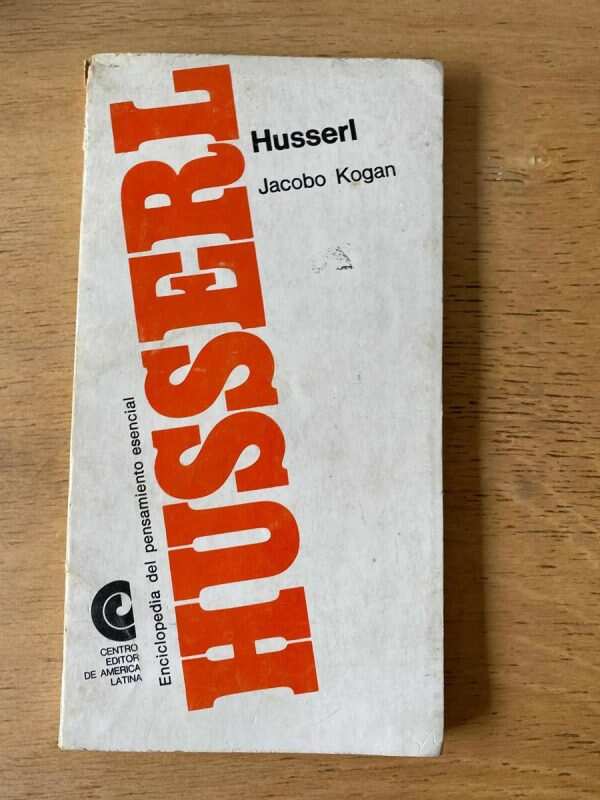 Husserl
Jacobo Kogan
HUSSERL
Enciclopedia del pensamiento esencial
CENTRO
EDITOR
DE AMERICA
LATINA